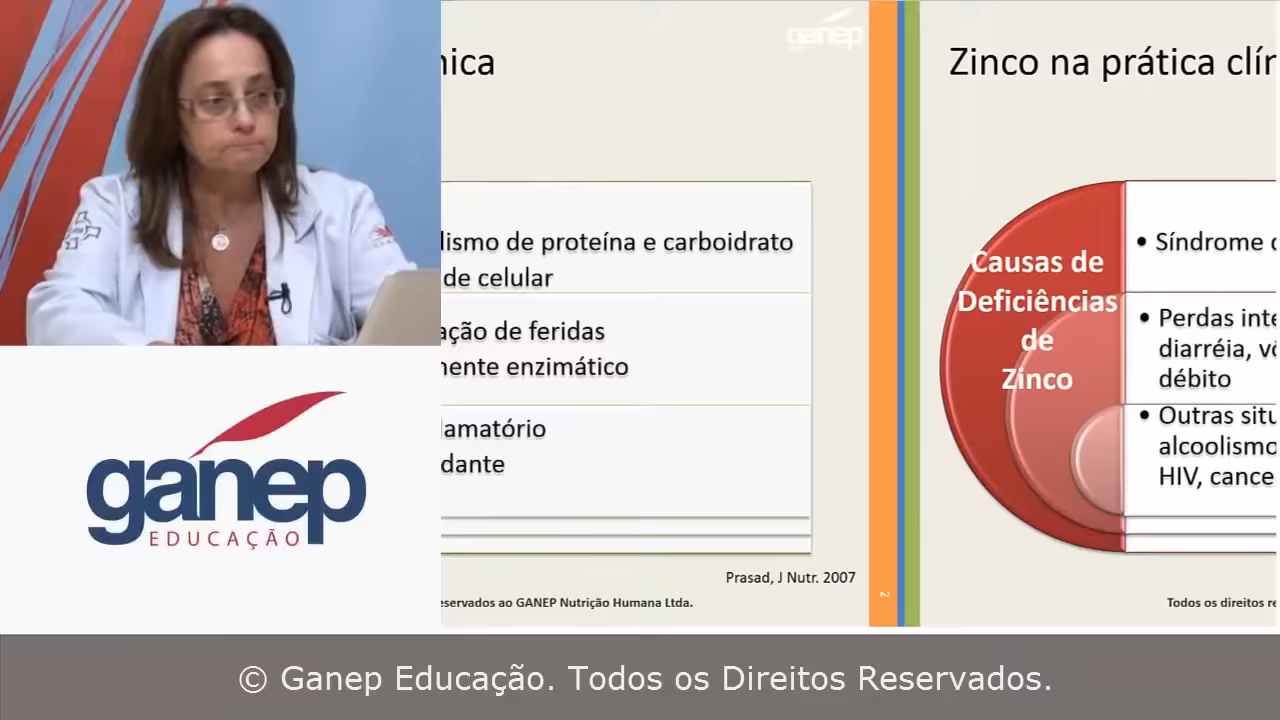 ganep
EDUCAÇÃO
ganep
nica
lismo de proteína e carboidrato
de celular
ação de feridas
nente enzimático
lamatório
dante
Prasad, J Nutr. 2007
eservados ao GANEP Nutrição Humana Ltda.
2
Zinco na prática clín
Causas de
Deficiências
de
Zinco
• Síndrome d
• Perdas inte
diarréia, vô
débito
• Outras situ
alcoolismo
HIV, cance
Todos os direitos re
© Ganep Educação. Todos os Direitos Reservados.